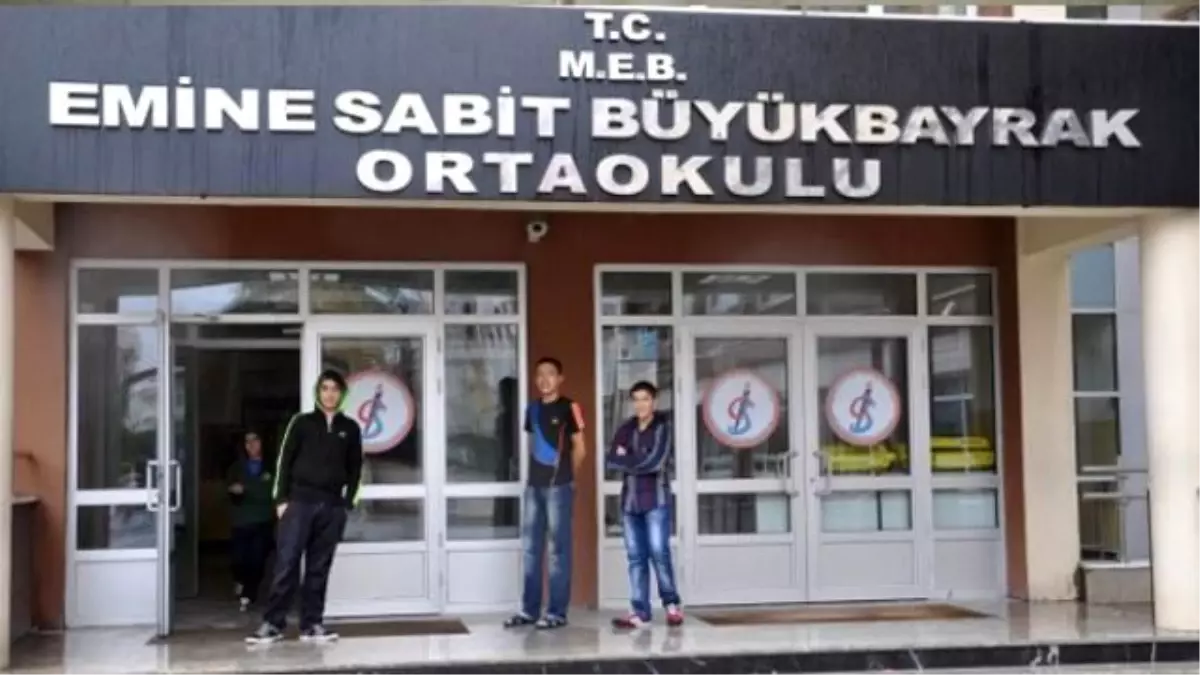 T.C.
M.E.B.
EMİNE SABİT BÜYÜKBAYRAK
ORTAOKULU